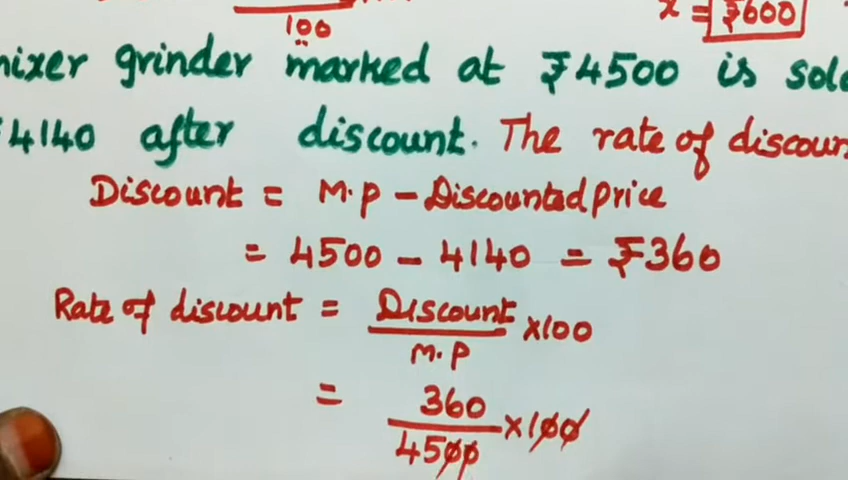 100
x = ₹600
mixer grinder marked at ₹4500 is sold
₹4140 after discount. The rate of discoun
Discount = M.P – Discounted price
= 4500 – 4140 = ₹360
Rate of discount = Discount/M.P ×100
= 360/4500 ×100